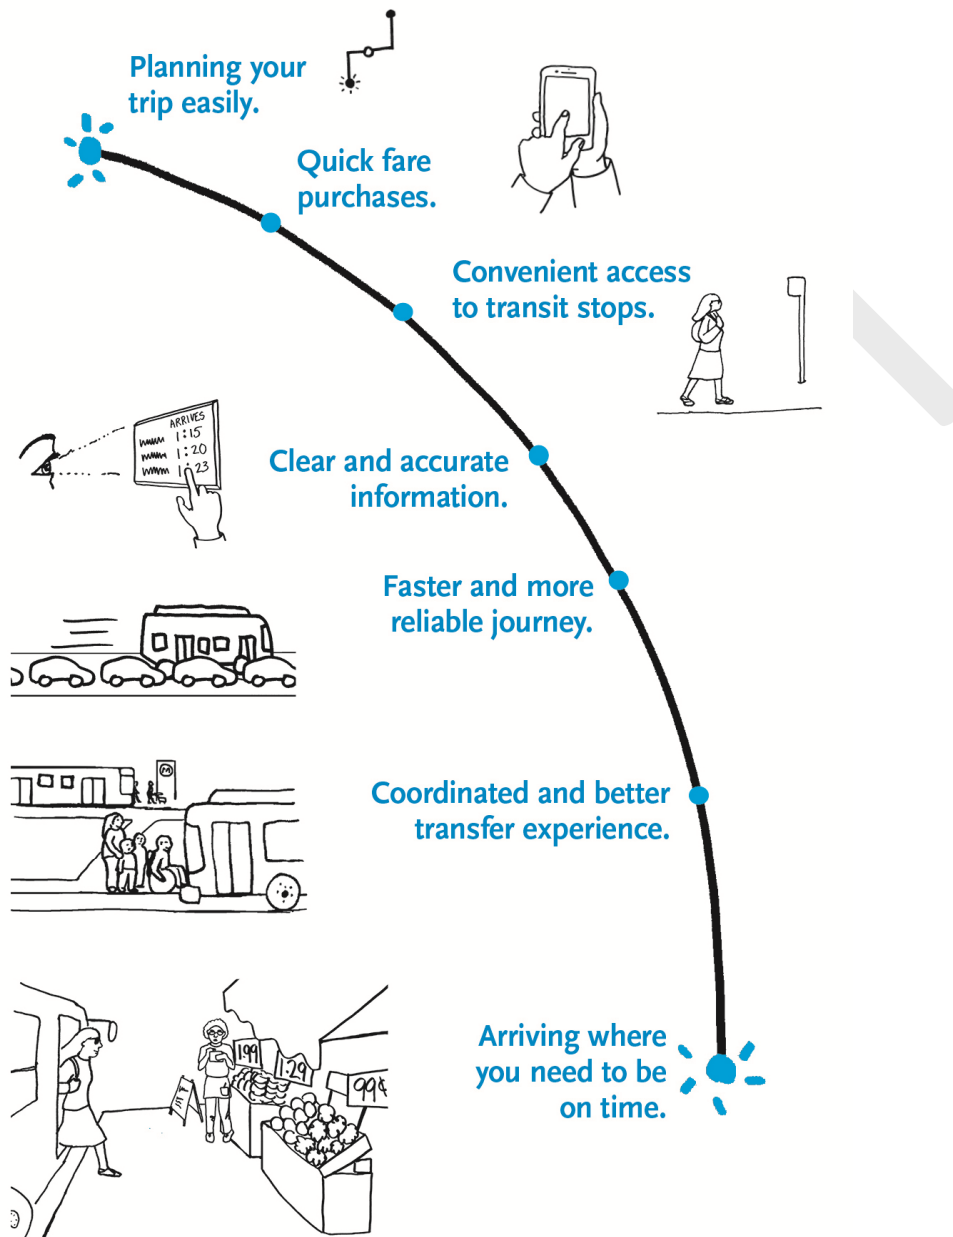 Planning your
trip easily.
Quick fare
purchases.
Convenient access
to transit stops.
ARRIVES
1:15
1:20
1:23
Clear and accurate
information.
Faster and more
reliable journey.
M
Coordinated and better
transfer experience.
Arriving where
you need to be
on time.
199
1.29
99¢